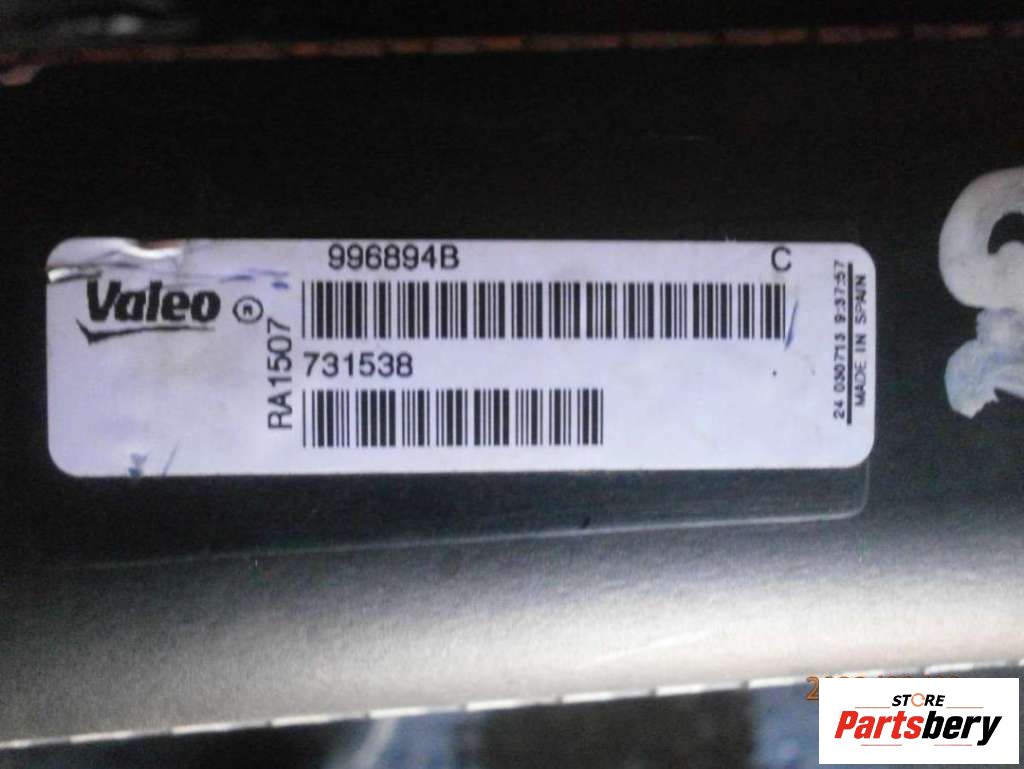 996894B
C
Valeo ®
RA1507
731538
24 030713 9:37:57
MADE IN SPAIN
STORE
Partsbery